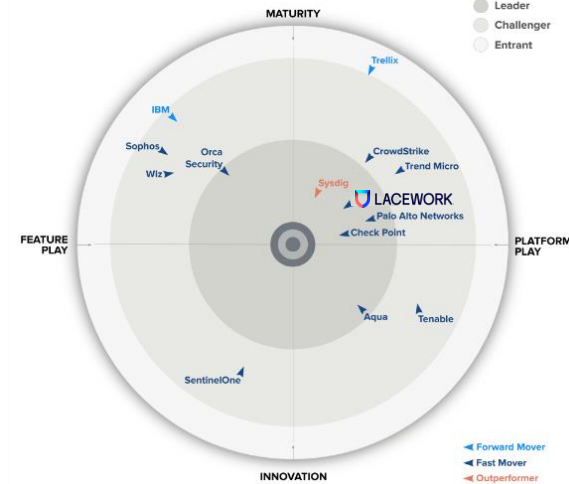 MATURITY
Leader
Challenger
Entrant
Trellix
IBM
Sophos
Orca
Security
Wiz
CrowdStrike
Trend Micro
Sysdig
LACEWORK
Palo Alto Networks
Check Point
FEATURE
PLAY
PLATFORM
PLAY
Aqua
Tenable
SentinelOne
INNOVATION
Forward Mover
Fast Mover
Outperformer